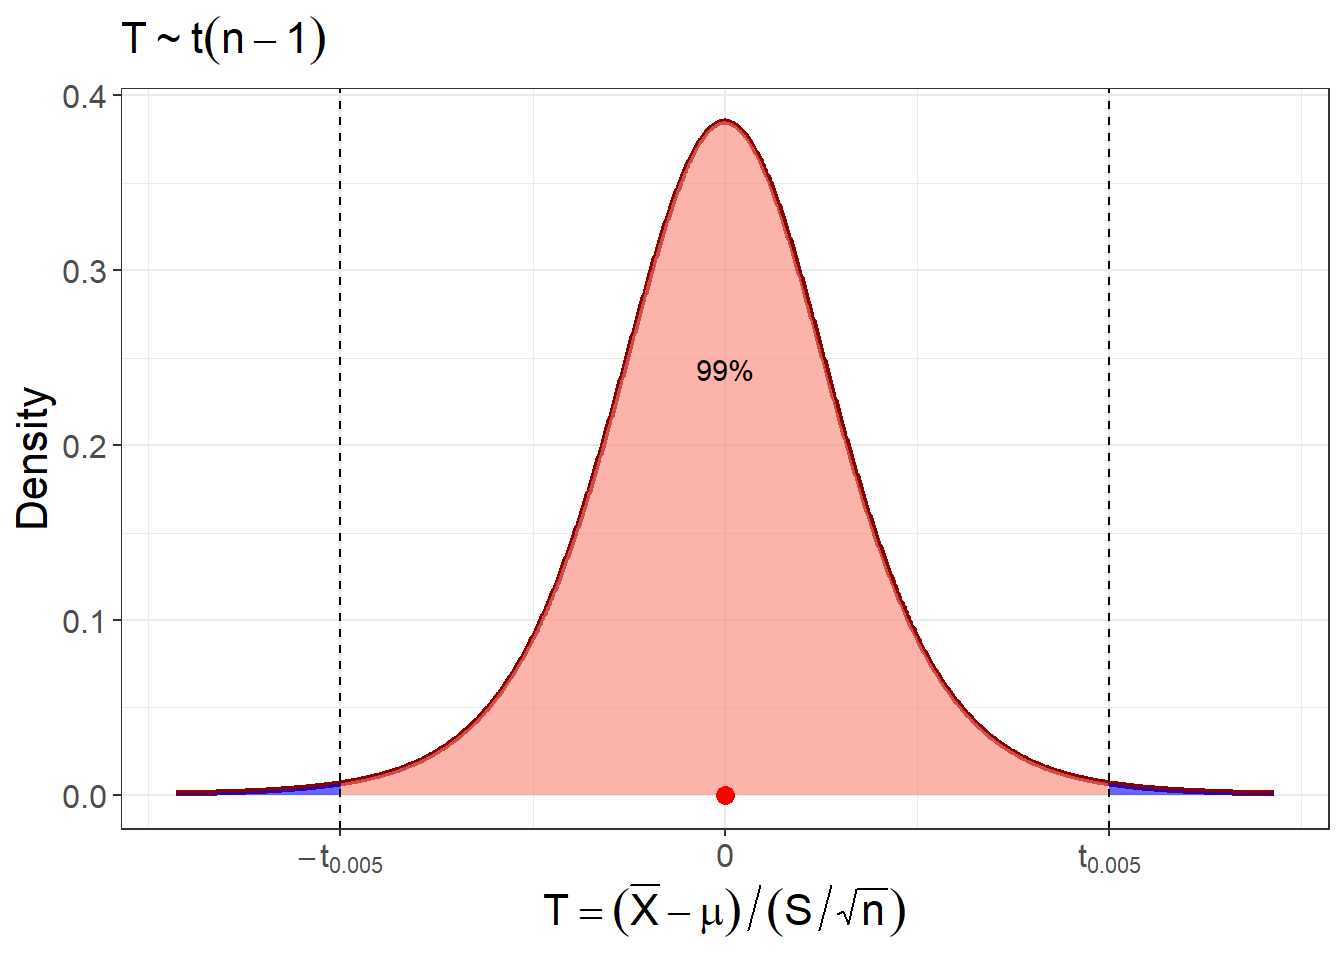 T ~ t(n − 1)
0.4
0.3
99%
0.2
0.1
0.0
Density
−t₀.₀₀₅
0
t₀.₀₀₅
T = (X̅ − μ)/(S/√n)